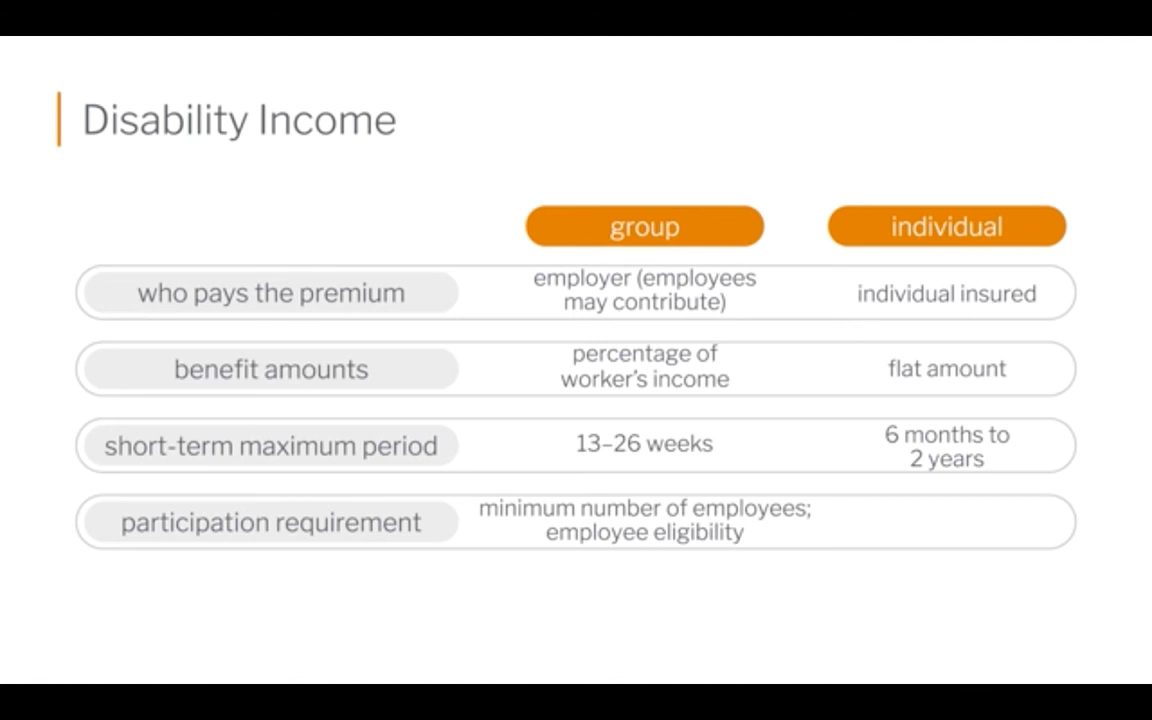 Disability Income
group
individual
who pays the premium
employer (employees
may contribute)
individual insured
benefit amounts
percentage of
worker's income
flat amount
short-term maximum period
13–26 weeks
6 months to
2 years
participation requirement
minimum number of employees;
employee eligibility